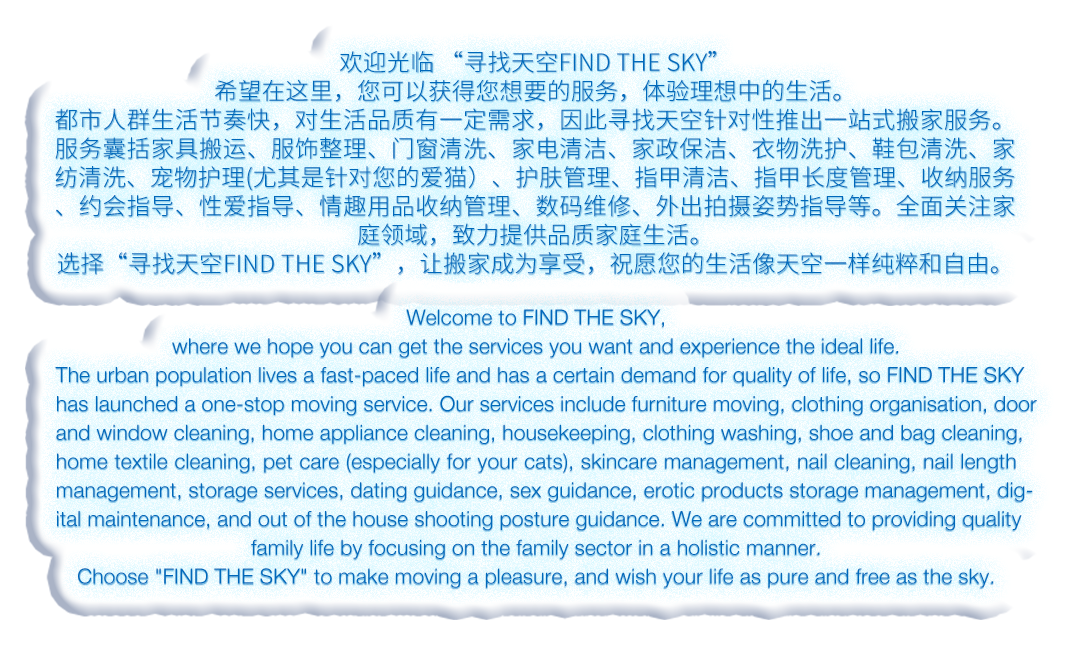 欢迎光临 “寻找天空FIND THE SKY”
希望在这里，您可以获得您想要的服务，体验理想中的生活。
都市人群生活节奏快，对生活品质有一定需求，因此寻找天空针对性推出一站式搬家服务。
服务囊括家具搬运、服饰整理、门窗清洗、家电清洁、家政保洁、衣物洗护、鞋包清洗、家
纺清洗、宠物护理(尤其是针对您的爱猫）、护肤管理、指甲清洁、指甲长度管理、收纳服务
、约会指导、性爱指导、情趣用品收纳管理、数码维修、外出拍摄姿势指导等。全面关注家
庭领域，致力提供品质家庭生活。
选择“寻找天空FIND THE SKY”，让搬家成为享受，祝愿您的生活像天空一样纯粹和自由。
Welcome to FIND THE SKY,
where we hope you can get the services you want and experience the ideal life.
The urban population lives a fast-paced life and has a certain demand for quality of life, so FIND THE SKY
has launched a one-stop moving service. Our services include furniture moving, clothing organisation, door
and window cleaning, home appliance cleaning, housekeeping, clothing washing, shoe and bag cleaning,
home textile cleaning, pet care (especially for your cats), skincare management, nail cleaning, nail length
management, storage services, dating guidance, sex guidance, erotic products storage management, dig-
ital maintenance, and out of the house shooting posture guidance. We are committed to providing quality
family life by focusing on the family sector in a holistic manner.
Choose "FIND THE SKY" to make moving a pleasure, and wish your life as pure and free as the sky.